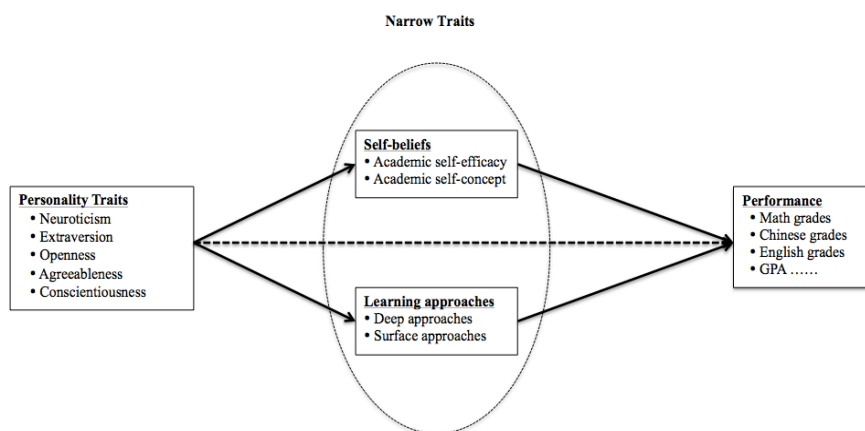 Narrow Traits
Self-beliefs
• Academic self-efficacy
• Academic self-concept
Personality Traits
• Neuroticism
• Extraversion
• Openness
• Agreeableness
• Conscientiousness
Performance
• Math grades
• Chinese grades
• English grades
• GPA ……
Learning approaches
• Deep approaches
• Surface approaches